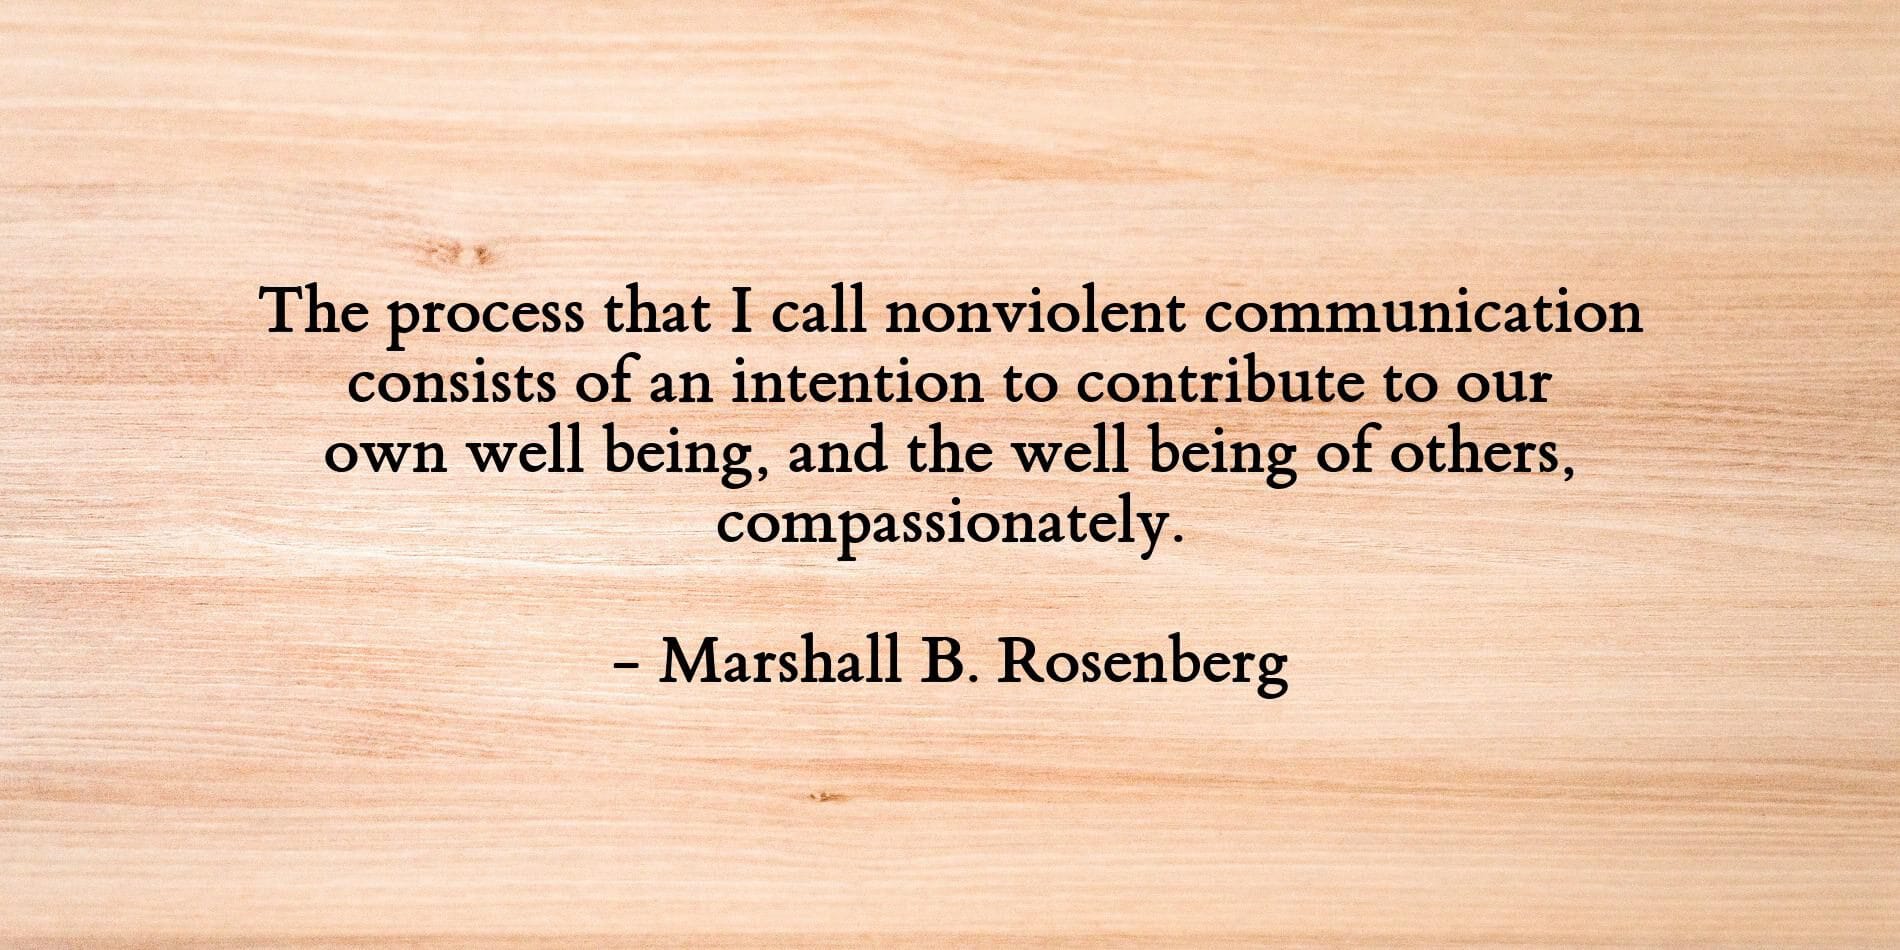 The process that I call nonviolent communication
consists of an intention to contribute to our
own well being, and the well being of others,
compassionately.
- Marshall B. Rosenberg